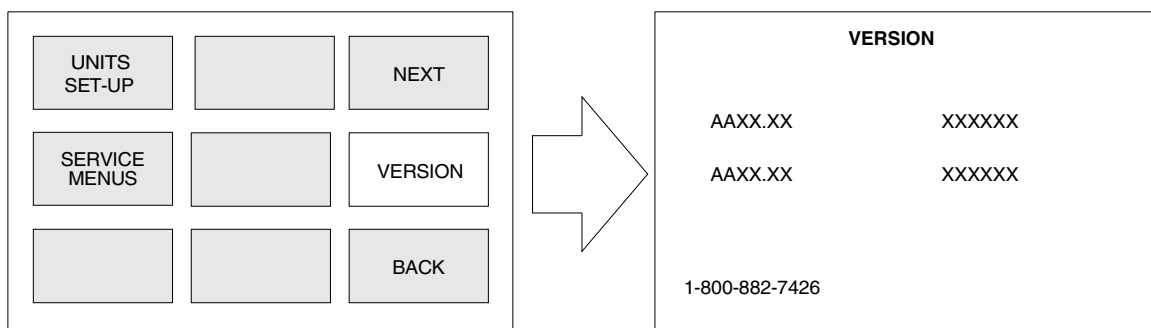 UNITS
SET-UP
NEXT
SERVICE
MENUS
VERSION
BACK
VERSION
AAXX.XX XXXXXX
AAXX.XX XXXXXX
1-800-882-7426